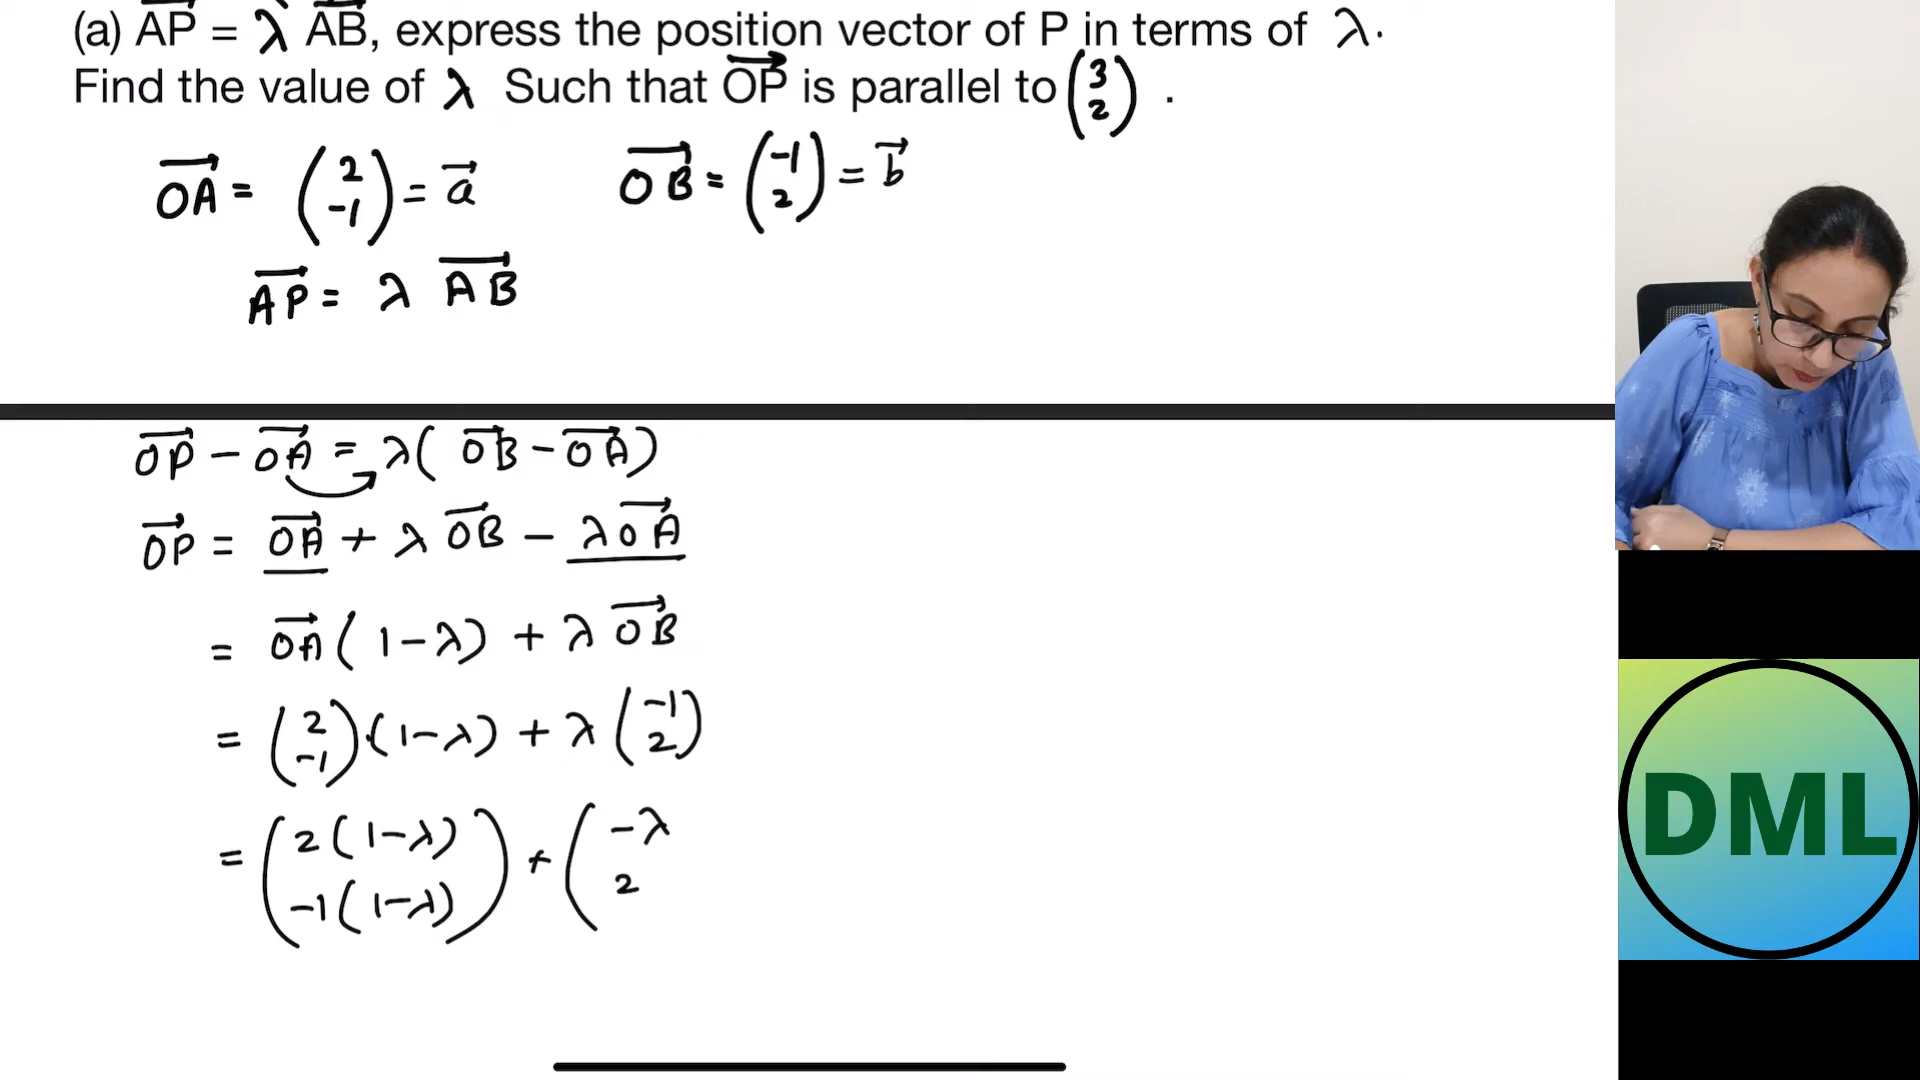 (a) AP = λ AB, express the position vector of P in terms of λ.
Find the value of λ Such that OP is parallel to (3 2) .
OA = (2 -1) = a OB = (-1 2) = b
AP = λ AB
OP - OA = λ( OB - OA)
OP = OA + λ OB - λOA
= OA ( 1-λ) + λ OB
= (2 -1)·(1-λ) + λ (-1 2)
= (2(1-λ) -1(1-λ)) + ( -λ 2
DML